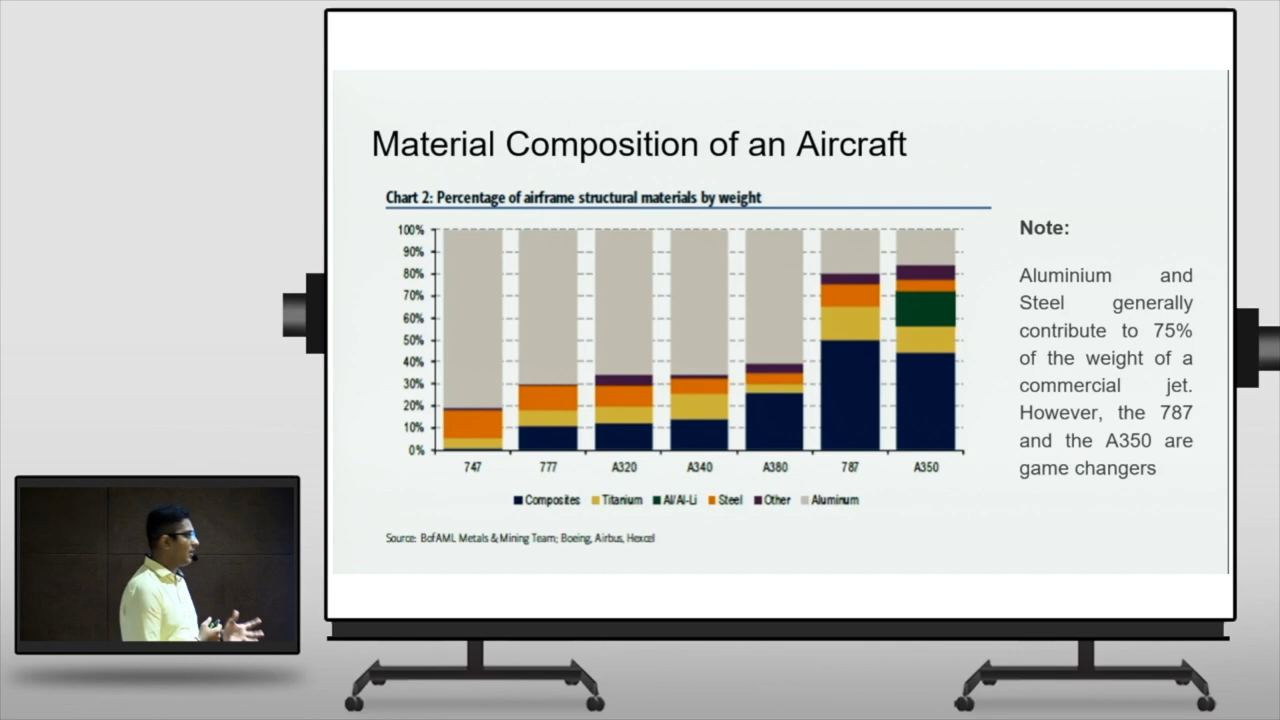 Material Composition of an Aircraft
Chart 2: Percentage of airframe structural materials by weight
100%
90%
80%
70%
60%
50%
40%
30%
20%
10%
0%
747 777 A320 A340 A380 787 A350
Composites Titanium Al/Al-Li Steel Other Aluminum
Source: BofAML Metals & Mining Team; Boeing, Airbus, Hexcel
Note:
Aluminium and
Steel generally
contribute to 75%
of the weight of a
commercial jet.
However, the 787
and the A350 are
game changers